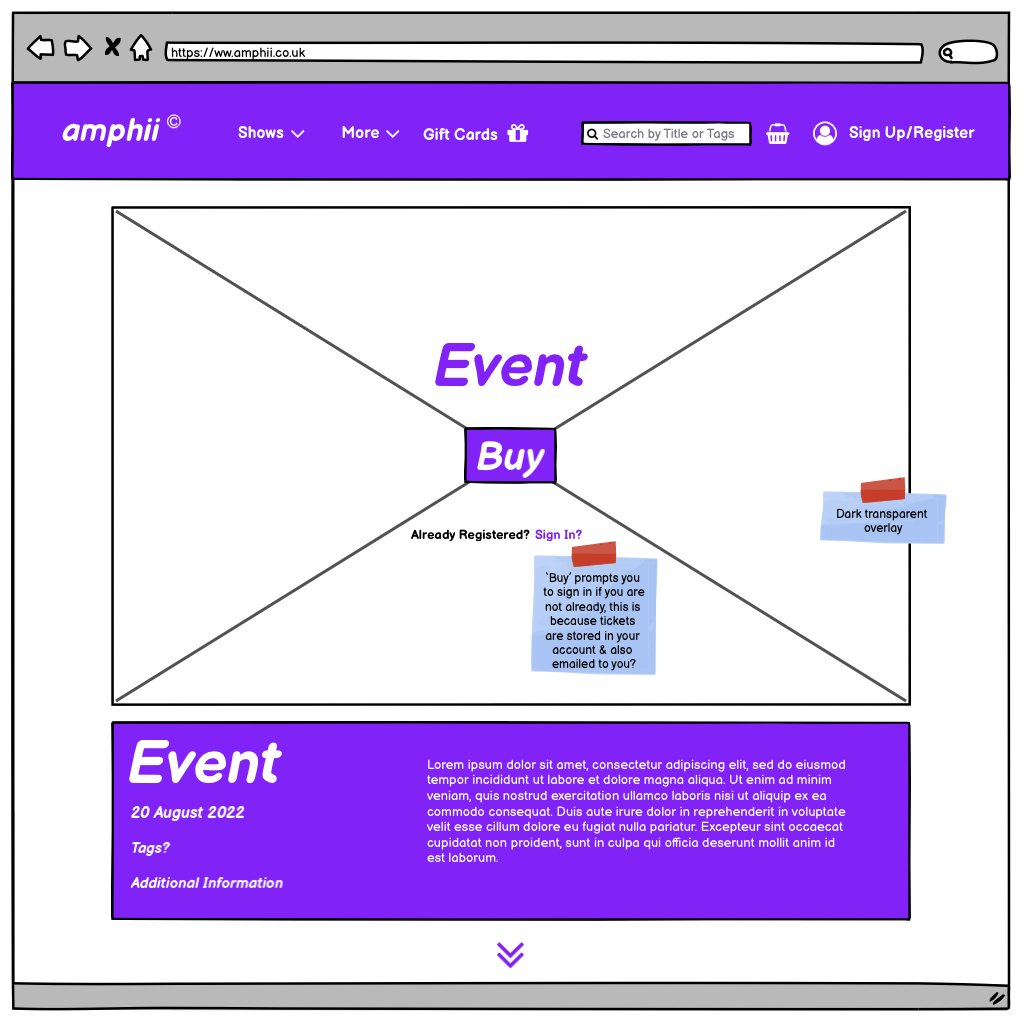 https://ww.amphii.co.uk
amphii ©
Shows
More
Gift Cards
Search by Title or Tags
Sign Up/Register
Event
Buy
Already Registered? Sign In?
Dark transparent
overlay
'Buy' prompts you
to sign in if you are
not already, this is
because tickets
are stored in your
account & also
emailed to you?
Event
20 August 2022
Tags?
Additional Information
Lorem ipsum dolor sit amet, consectetur adipiscing elit, sed do eiusmod
tempor incididunt ut labore et dolore magna aliqua. Ut enim ad minim
veniam, quis nostrud exercitation ullamco laboris nisi ut aliquip ex ea
commodo consequat. Duis aute irure dolor in reprehenderit in voluptate
velit esse cillum dolore eu fugiat nulla pariatur. Excepteur sint occaecat
cupidatat non proident, sunt in culpa qui officia deserunt mollit anim id
est laborum.